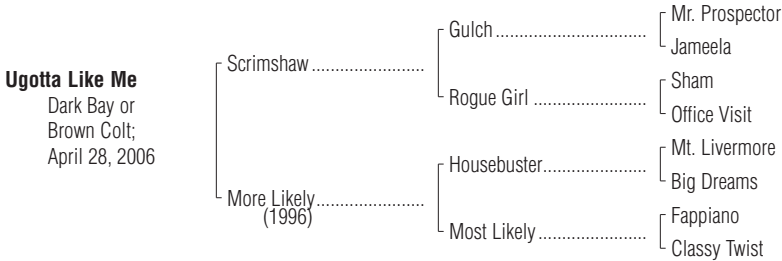 Mr. Prospector
Gulch
Jameela
Scrimshaw
Sham
Rogue Girl
Office Visit
Ugotta Like Me
Dark Bay or
Brown Colt;
April 28, 2006
Mt. Livermore
Housebuster
Big Dreams
More Likely
(1996)
Fappiano
Most Likely
Classy Twist